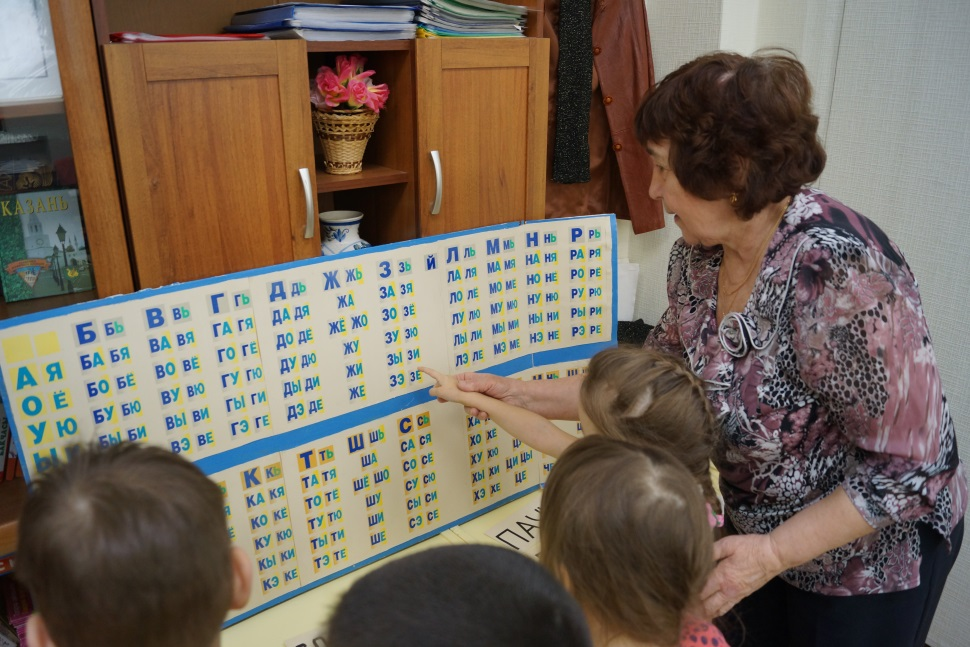 КАЗАНЬ
Б БЬ В ВЬ Г ГЬ Д ДЬ Ж ЖЬ З ЗЬ Й Л ЛЬ М МЬ Н НЬ Р РЬ
А Я БА БЯ ВА ВЯ ГА ГЯ ДА ДЯ ЖА ЗА ЗЯ ЛА ЛЯ МА МЯ НА НЯ РА РЯ
О Ё БО БЁ ВО ВЁ ГО ГЁ ДО ДЁ ЖЁ ЖО ЗО ЗЁ ЛО ЛЁ МО МЁ НО НЁ РО РЁ
У Ю БУ БЮ ВУ ВЮ ГУ ГЮ ДУ ДЮ ЖУ ЗУ ЗЮ ЛУ ЛЮ МУ МЮ НУ НЮ РУ РЮ
Ы БЫ БИ ВЫ ВИ ГЫ ГИ ДЫ ДИ ЖИ ЗЫ ЗИ ЛЫ ЛИ МЫ МИ НЫ НИ РЫ РИ
ВЭ ВЕ ГЭ ГЕ ДЭ ДЕ ЖЕ ЗЭ ЗЕ ЛЭ ЛЕ МЭ МЕ НЭ НЕ РЭ РЕ
К КЬ Т ТЬ Ш ШЬ С СЬ
КА КЯ ТА ТЯ ША СА СЯ
КО КЁ ТО ТЁ ШЁ ШО СО СЁ
КУ КЮ ТУ ТЮ ШУ СУ СЮ
КЫ КИ ТЫ ТИ ШИ СЫ СИ ХЫ ХИ ЦИ ЦЫ
КЭ КЕ ТЭ ТЕ ШЕ СЭ СЕ ХЭ ХЕ ЦЕ